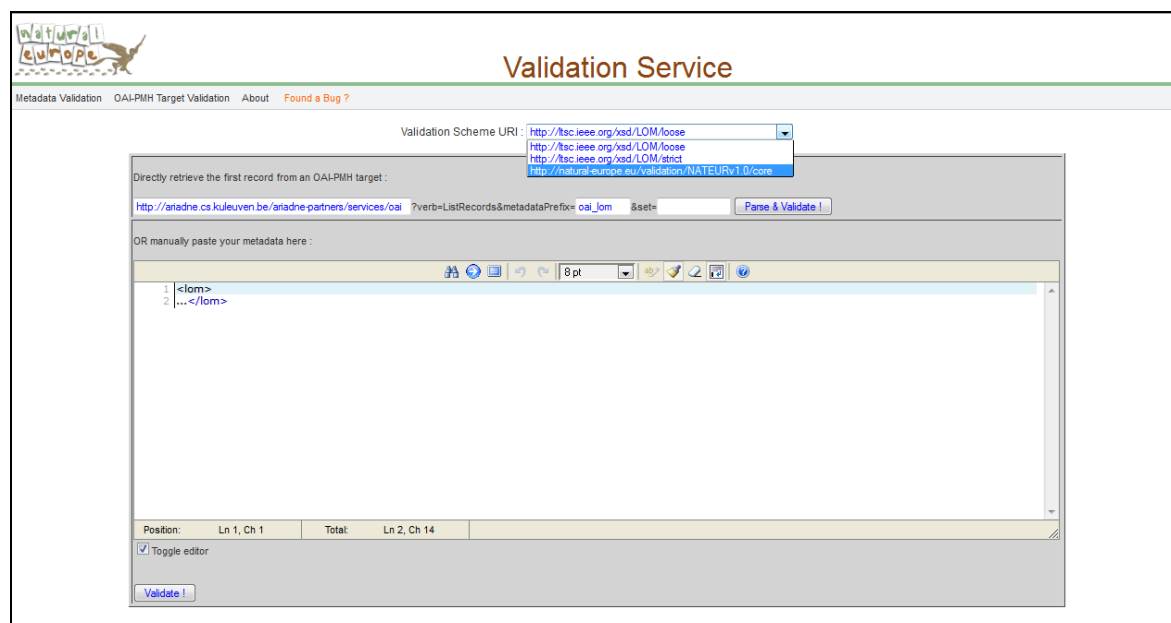 natural
europe
Validation Service
Metadata Validation OAI-PMH Target Validation About Found a Bug ?
Validation Scheme URI : http://ltsc.ieee.org/xsd/LOM/loose
http://ltsc.ieee.org/xsd/LOM/loose
http://ltsc.ieee.org/xsd/LOM/strict
http://natural-europe.eu/validation/NATEURv1.0/core
Directly retrieve the first record from an OAI-PMH target :
http://ariadne.cs.kuleuven.be/ariadne-partners/services/oai ?verb=ListRecords&metadataPrefix= oai_lom &set= Parse & Validate !
OR manually paste your metadata here :
8 pt
1 <lom>
2 ...</lom>
Position: Ln 1, Ch 1 Total: Ln 2, Ch 14
Toggle editor
Validate !